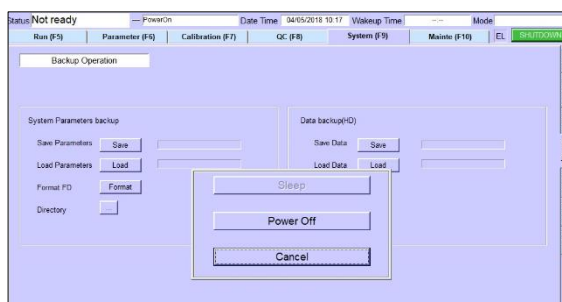 Status Not ready --- PowerOn Date Time 04/05/2018 10:17 Wakeup Time --:-- Mode
Run (F5) Parameter (F6) Calibration (F7) QC (F8) System (F9) Mainte (F10) EL SHUTDOWN
Backup Operation
System Parameters backup Data backup(HD)
Save Parameters Save Save Data Save
Load Parameters Load Load Data Load
Format FD Format
Directory ...
Sleep
Power Off
Cancel